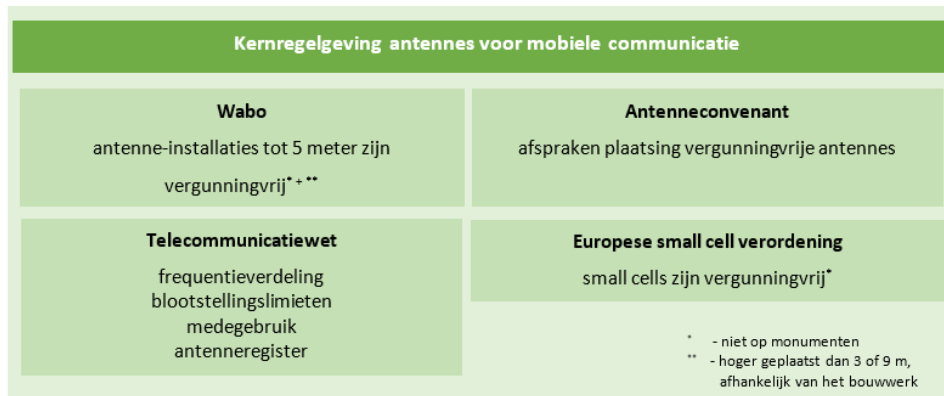 Kernregelgeving antennes voor mobiele communicatie
Wabo
antenne-installaties tot 5 meter zijn
vergunningvrij* + **
Antenneconvenant
afspraken plaatsing vergunningvrije antennes
Telecommunicatiewet
frequentieverdeling
blootstellingslimieten
medegebruik
antenneregister
Europese small cell verordening
small cells zijn vergunningvrij*
* - niet op monumenten
** - hoger geplaatst dan 3 of 9 m,
afhankelijk van het bouwwerk